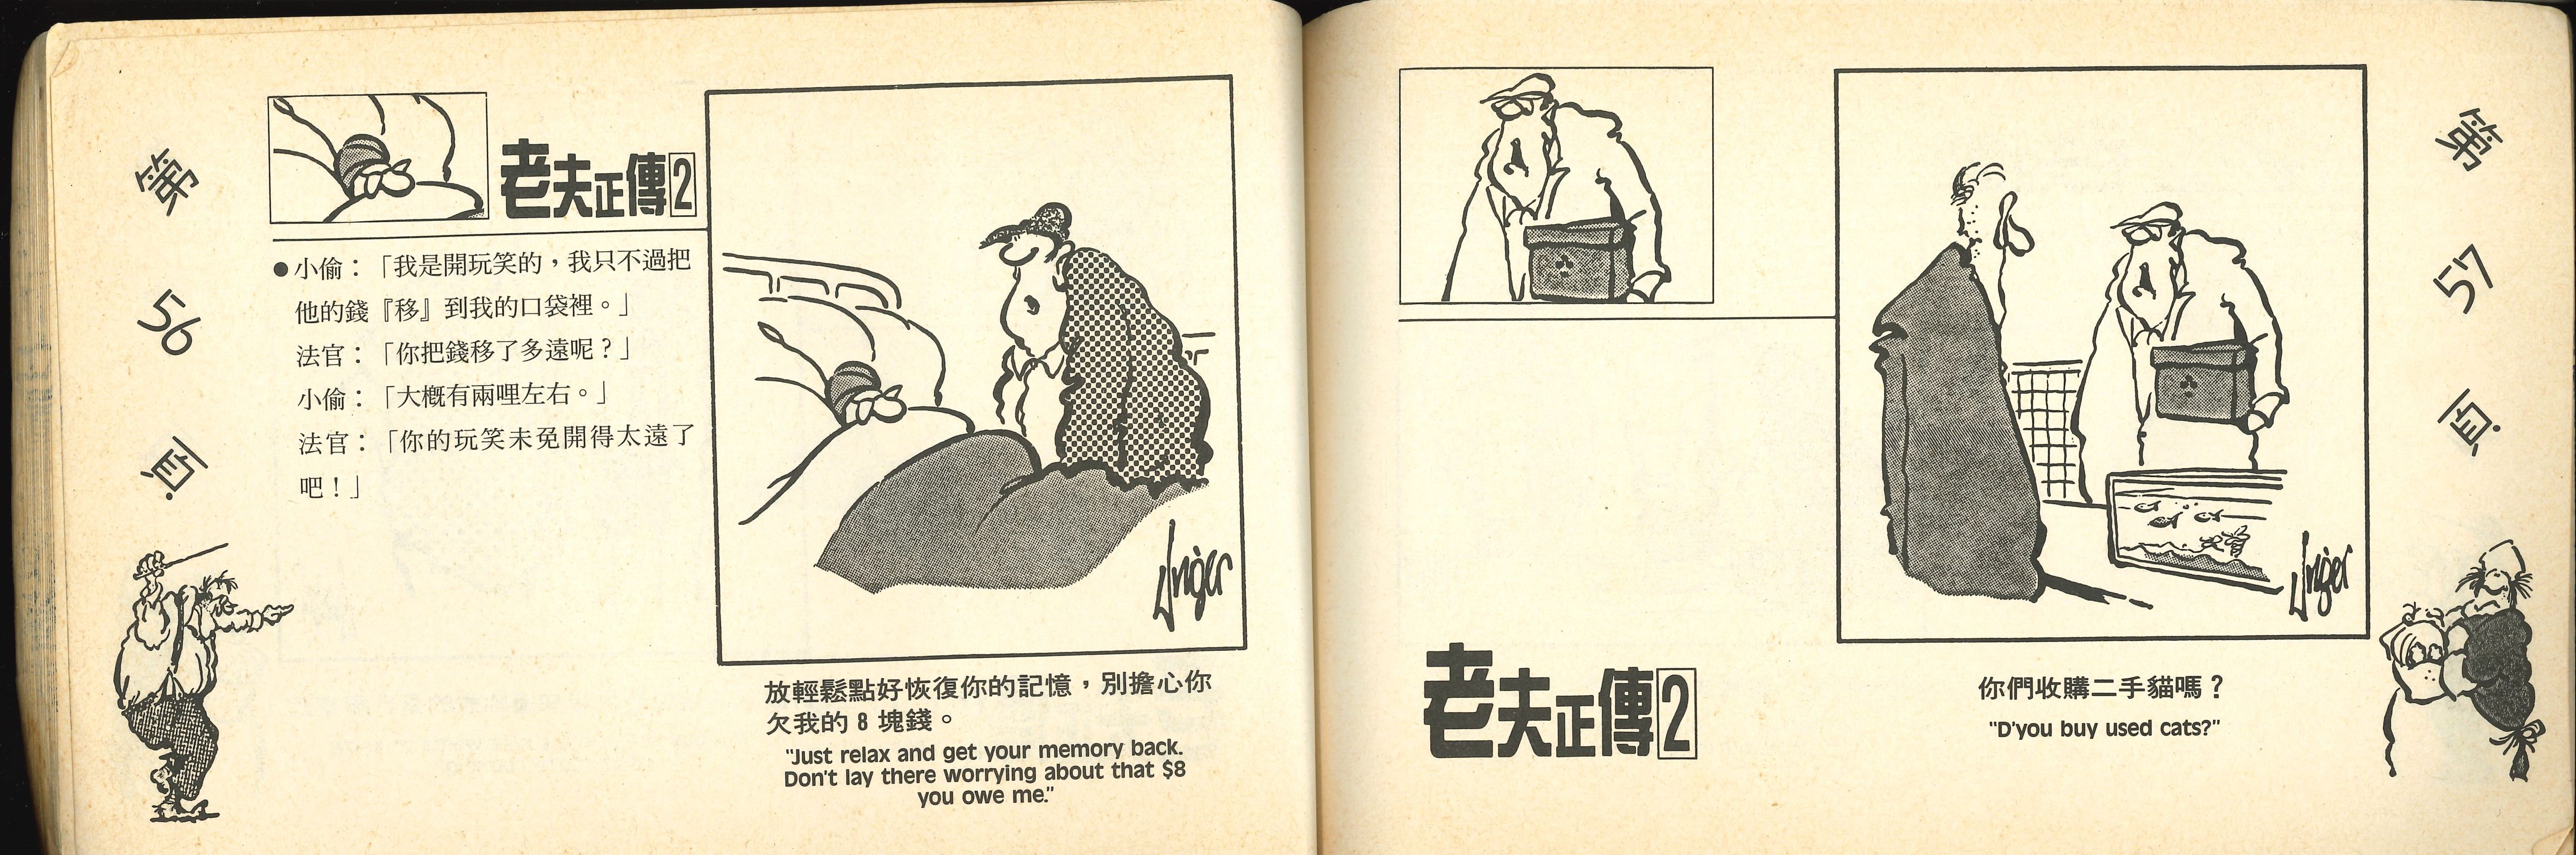 第56頁
老夫正傳2
●小偷：「我是開玩笑的，我只不過把
他的錢『移』到我的口袋裡。」
法官：「你把錢移了多遠呢？」
小偷：「大概有兩哩左右。」
法官：「你的玩笑未免開得太遠了
吧！」
Unger
放輕鬆點好恢復你的記憶，別擔心你
欠我的 8 塊錢。
"Just relax and get your memory back.
Don't lay there worrying about that $8
you owe me."
老夫正傳2
Unger
你們收購二手貓嗎？
"D'you buy used cats?"
第57頁